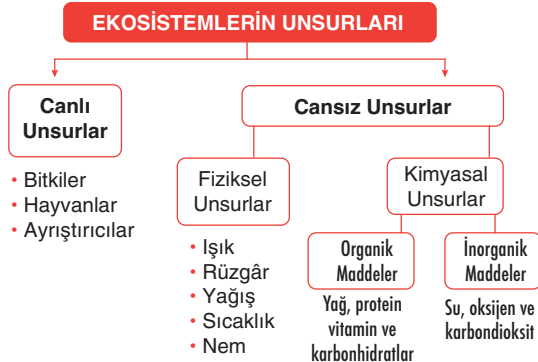 EKOSİSTEMLERİN UNSURLARI
Canlı
Unsurlar
• Bitkiler
• Hayvanlar
• Ayrıştırıcılar
Cansız Unsurlar
Fiziksel
Unsurlar
• Işık
• Rüzgâr
• Yağış
• Sıcaklık
• Nem
Kimyasal
Unsurlar
Organik
Maddeler
Yağ, protein
vitamin ve
karbonhidratlar
İnorganik
Maddeler
Su, oksijen ve
karbondioksit